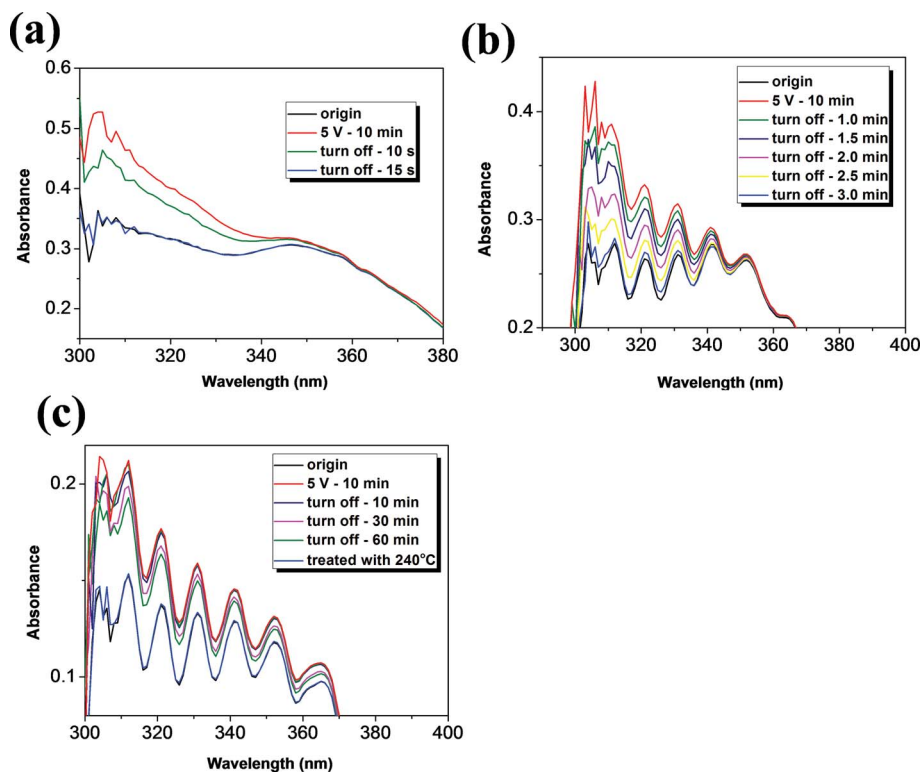 (a)
0.6
0.5
0.4
0.3
0.2
Absorbance
300 310 320 330 340 350 360 370 380
Wavelength (nm)
origin
5 V - 10 min
turn off - 10 s
turn off - 15 s
(b)
0.4
0.3
0.2
Absorbance
300 320 340 360 380 400
Wavelength (nm)
origin
5 V - 10 min
turn off - 1.0 min
turn off - 1.5 min
turn off - 2.0 min
turn off - 2.5 min
turn off - 3.0 min
(c)
0.2
0.1
Absorbance
300 320 340 360 380 400
Wavelength (nm)
origin
5 V - 10 min
turn off - 10 min
turn off - 30 min
turn off - 60 min
treated with 240°C